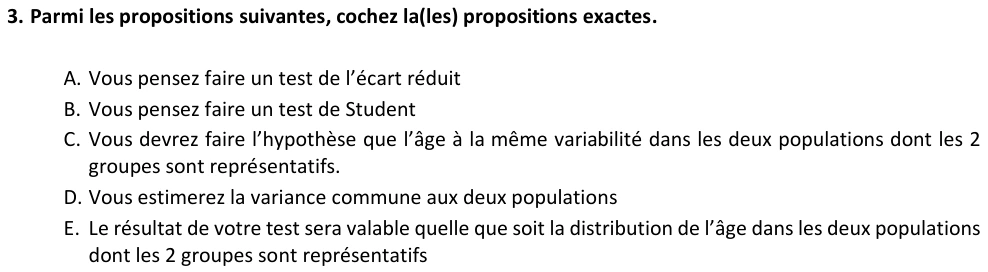 3. Parmi les propositions suivantes, cochez la(les) propositions exactes.
A. Vous pensez faire un test de l'écart réduit
B. Vous pensez faire un test de Student
C. Vous devrez faire l'hypothèse que l'âge à la même variabilité dans les deux populations dont les 2
groupes sont représentatifs.
D. Vous estimerez la variance commune aux deux populations
E. Le résultat de votre test sera valable quelle que soit la distribution de l'âge dans les deux populations
dont les 2 groupes sont représentatifs